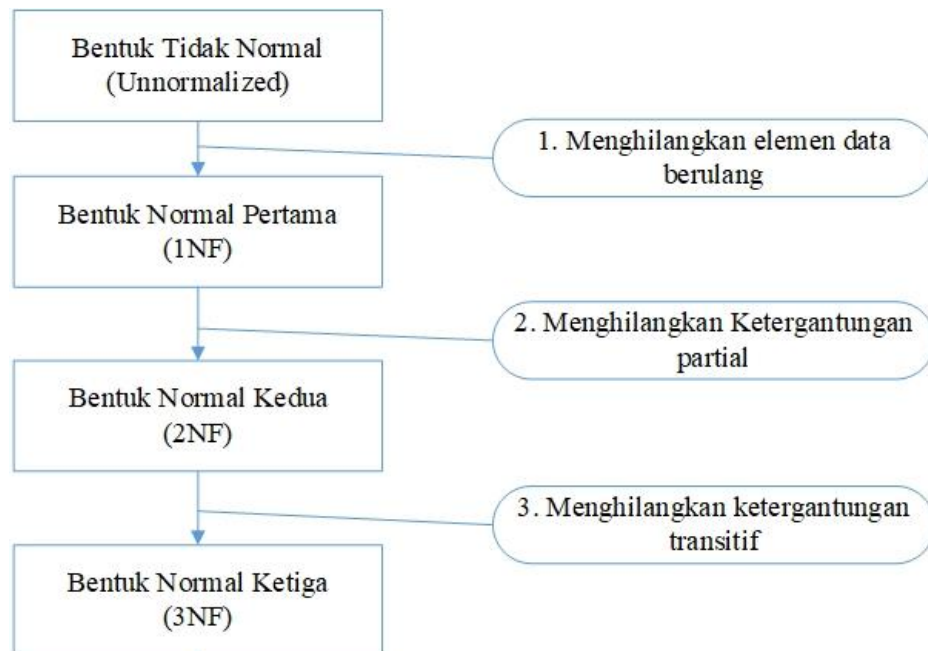 Bentuk Tidak Normal
(Unnormalized)
1. Menghilangkan elemen data
berulang
Bentuk Normal Pertama
(1NF)
2. Menghilangkan Ketergantungan
partial
Bentuk Normal Kedua
(2NF)
3. Menghilangkan ketergantungan
transitif
Bentuk Normal Ketiga
(3NF)